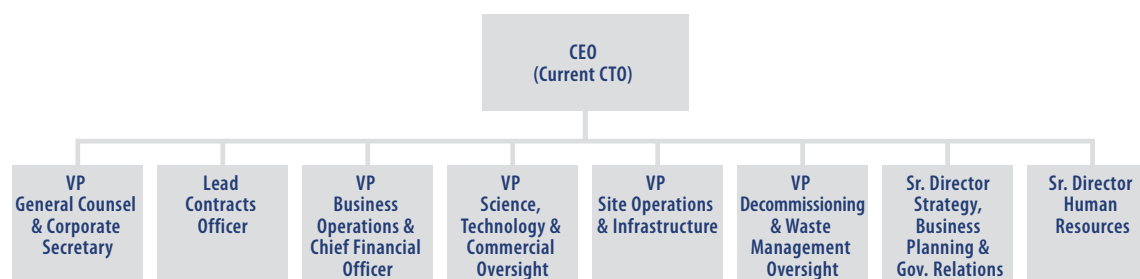 CEO
(Current CTO)
VP
General Counsel
& Corporate
Secretary
Lead
Contracts
Officer
VP
Business
Operations &
Chief Financial
Officer
VP
Science,
Technology &
Commercial
Oversight
VP
Site Operations
& Infrastructure
VP
Decommissioning
& Waste
Management
Oversight
Sr. Director
Strategy,
Business
Planning &
Gov. Relations
Sr. Director
Human
Resources